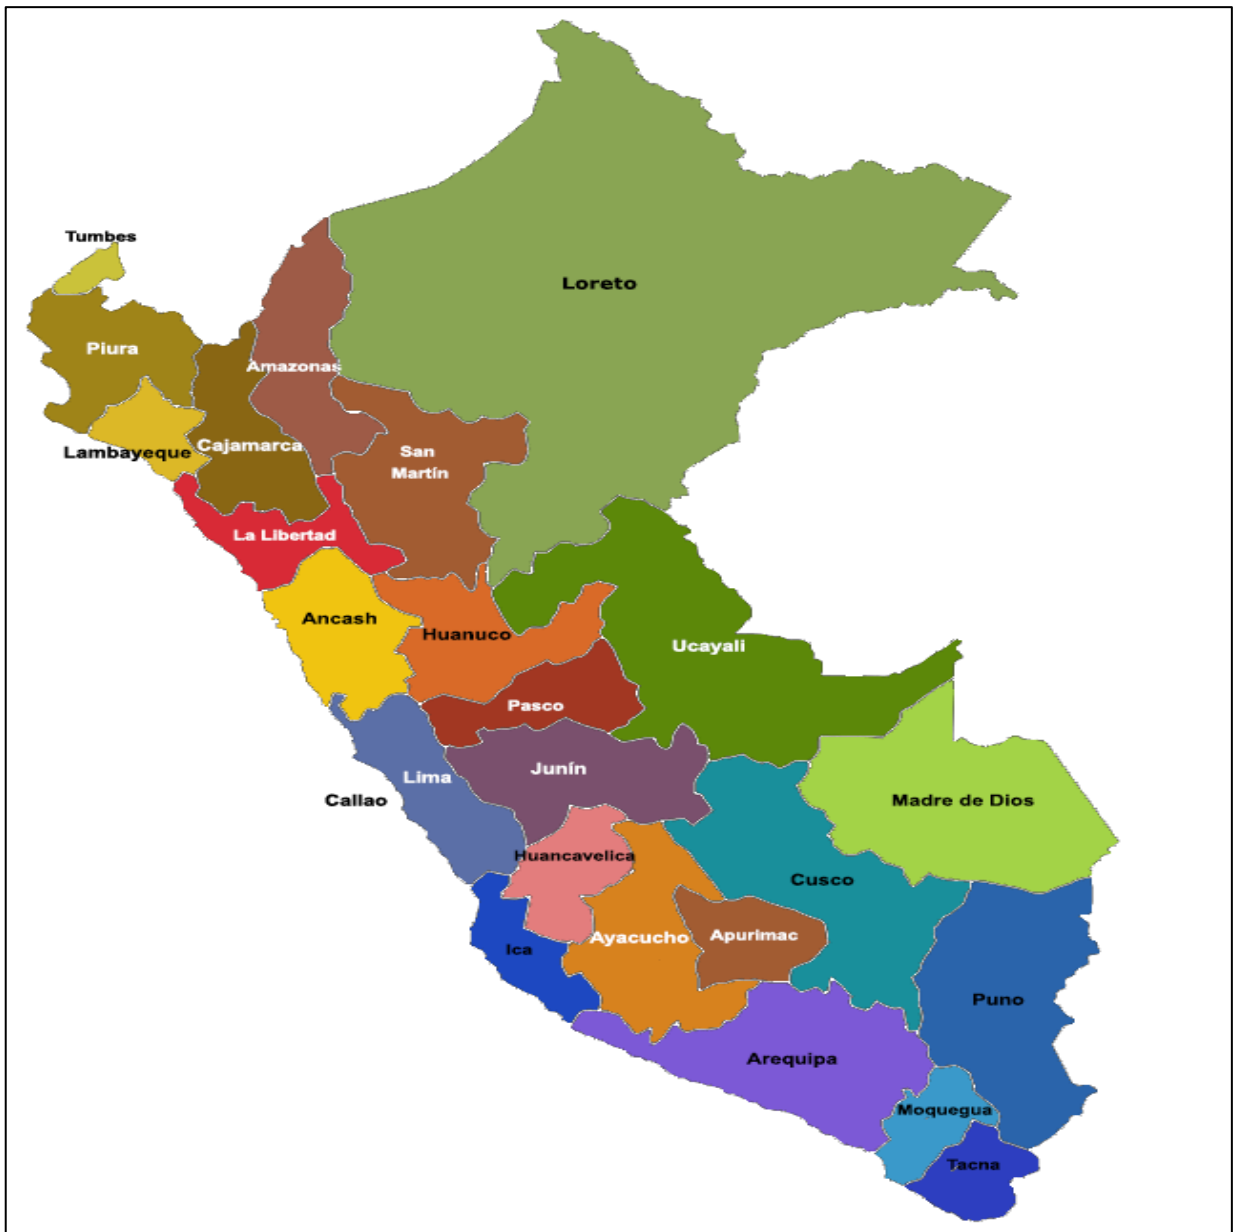 Tumbes
Loreto
Piura
Amazonas
Cajamarca
Lambayeque
San
Martín
La Libertad
Ancash
Huanuco
Ucayali
Pasco
Junín
Lima
Callao
Madre de Dios
Huancavelica
Cusco
Ayacucho
Apurimac
Ica
Puno
Arequipa
Moquegua
Tacna